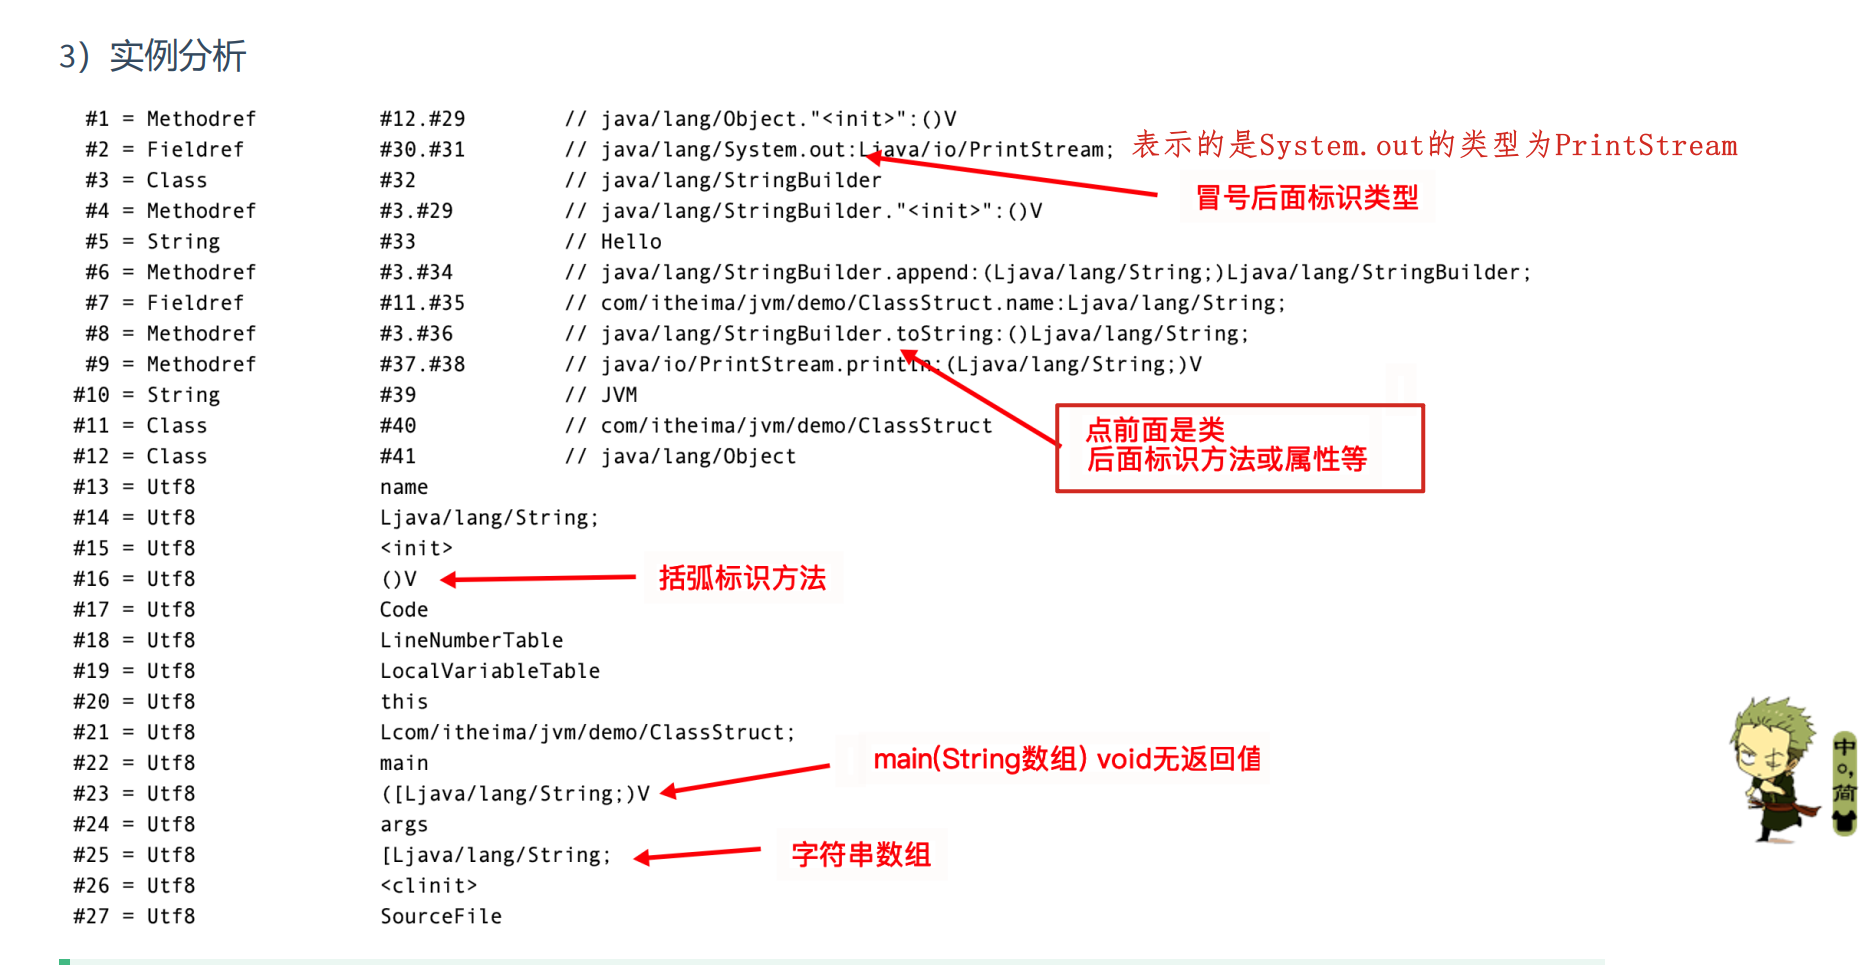 3）实例分析
#1 = Methodref #12.#29 // java/lang/Object."<init>":()V
#2 = Fieldref #30.#31 // java/lang/System.out:Ljava/io/PrintStream; 表示的是System.out的类型为PrintStream
#3 = Class #32 // java/lang/StringBuilder
冒号后面标识类型
#4 = Methodref #3.#29 // java/lang/StringBuilder."<init>":()V
#5 = String #33 // Hello
#6 = Methodref #3.#34 // java/lang/StringBuilder.append:(Ljava/lang/String;)Ljava/lang/StringBuilder;
#7 = Fieldref #11.#35 // com/itheima/jvm/demo/ClassStruct.name:Ljava/lang/String;
#8 = Methodref #3.#36 // java/lang/StringBuilder.toString:()Ljava/lang/String;
#9 = Methodref #37.#38 // java/io/PrintStream.println:(Ljava/lang/String;)V
#10 = String #39 // JVM
#11 = Class #40 // com/itheima/jvm/demo/ClassStruct
点前面是类
#12 = Class #41 // java/lang/Object
后面标识方法或属性等
#13 = Utf8 name
#14 = Utf8 Ljava/lang/String;
#15 = Utf8 <init>
#16 = Utf8 ()V 括弧标识方法
#17 = Utf8 Code
#18 = Utf8 LineNumberTable
#19 = Utf8 LocalVariableTable
#20 = Utf8 this
#21 = Utf8 Lcom/itheima/jvm/demo/ClassStruct;
#22 = Utf8 main
main(String数组) void无返回值
#23 = Utf8 ([Ljava/lang/String;)V
#24 = Utf8 args
#25 = Utf8 [Ljava/lang/String; 字符串数组
#26 = Utf8 <clinit>
#27 = Utf8 SourceFile
中
简